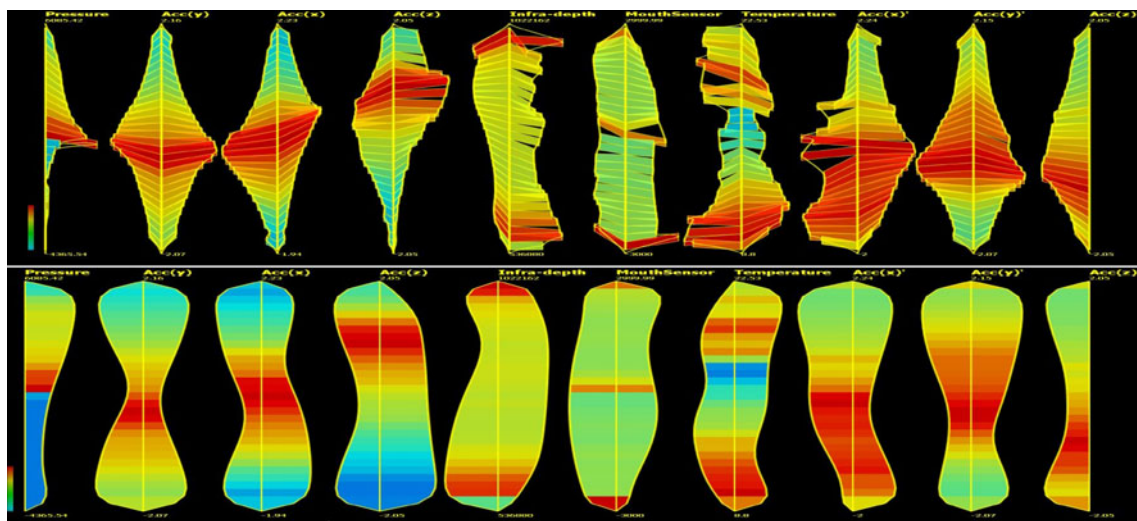 Pressure Acc(y) Acc(x) Acc(z) Infra-depth MouthSensor Temperature Acc(x)' Acc(y)' Acc(z)
6085.42 2.16 2.23 2.05 1022162 2999.99 22.53 2.24 2.15 2.05
-4365.54 -2.07 -1.94 -2.05 536800 -3000 0.0 -2 -2.07 -2.05
Pressure Acc(y) Acc(x) Acc(z) Infra-depth MouthSensor Temperature Acc(x)' Acc(y)' Acc(z)
6085.42 2.16 2.23 2.05 1022162 2999.99 22.53 2.24 2.15 2.05
-4365.54 -2.07 -1.94 -2.05 536800 -3000 0.0 -2 -2.07 -2.05